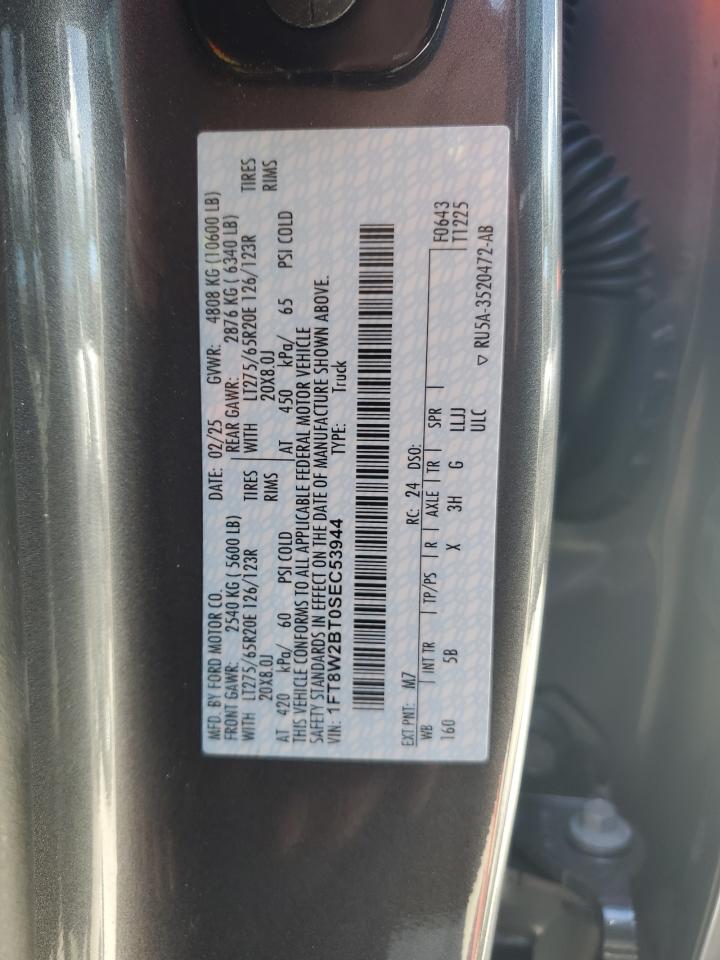 MFD. BY FORD MOTOR CO.
DATE: 02/25 GVWR: 4808 KG (10600 LB)
FRONT GAWR: 2540 KG ( 5600 LB) REAR GAWR: 2876 KG ( 6340 LB)
WITH LT275/65R20E 126/123R TIRES WITH LT275/65R20E 126/123R TIRES
20X8.0J RIMS 20X8.0J RIMS
AT 420 kPa/ 60 PSI COLD AT 450 kPa/ 65 PSI COLD
THIS VEHICLE CONFORMS TO ALL APPLICABLE FEDERAL MOTOR VEHICLE
SAFETY STANDARDS IN EFFECT ON THE DATE OF MANUFACTURE SHOWN ABOVE.
VIN: 1FT8W2BT0SEC53944 TYPE: Truck
EXT PNT: M7 RC: 24 DSO: F0643
WB INT TR TP/PS R AXLE TR SPR T1225
160 5B X 3H G LLJJ
ULC ▽ RU5A-3520472-AB